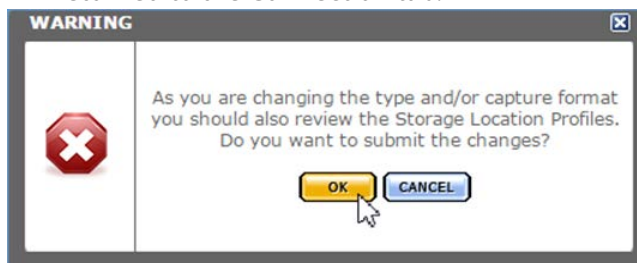 WARNING
As you are changing the type and/or capture format
you should also review the Storage Location Profiles.
Do you want to submit the changes?
OK CANCEL